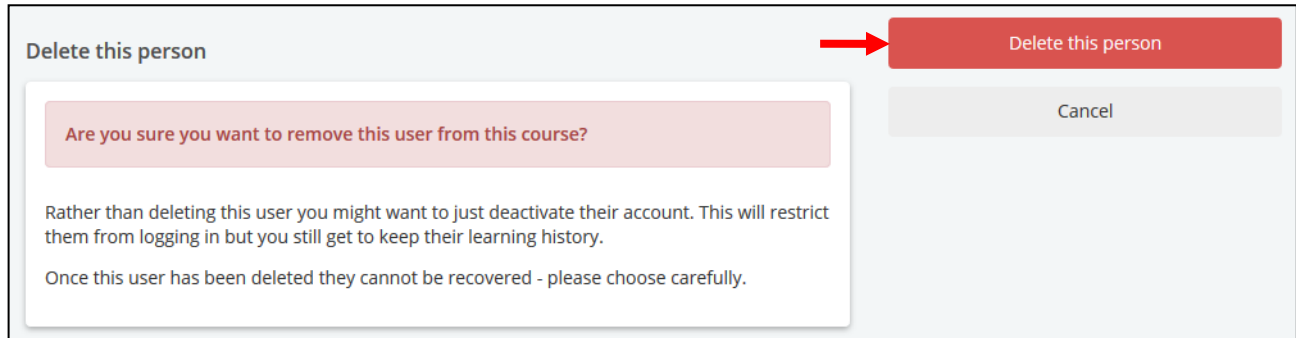 Delete this person
Delete this person
Cancel
Are you sure you want to remove this user from this course?
Rather than deleting this user you might want to just deactivate their account. This will restrict
them from logging in but you still get to keep their learning history.
Once this user has been deleted they cannot be recovered - please choose carefully.